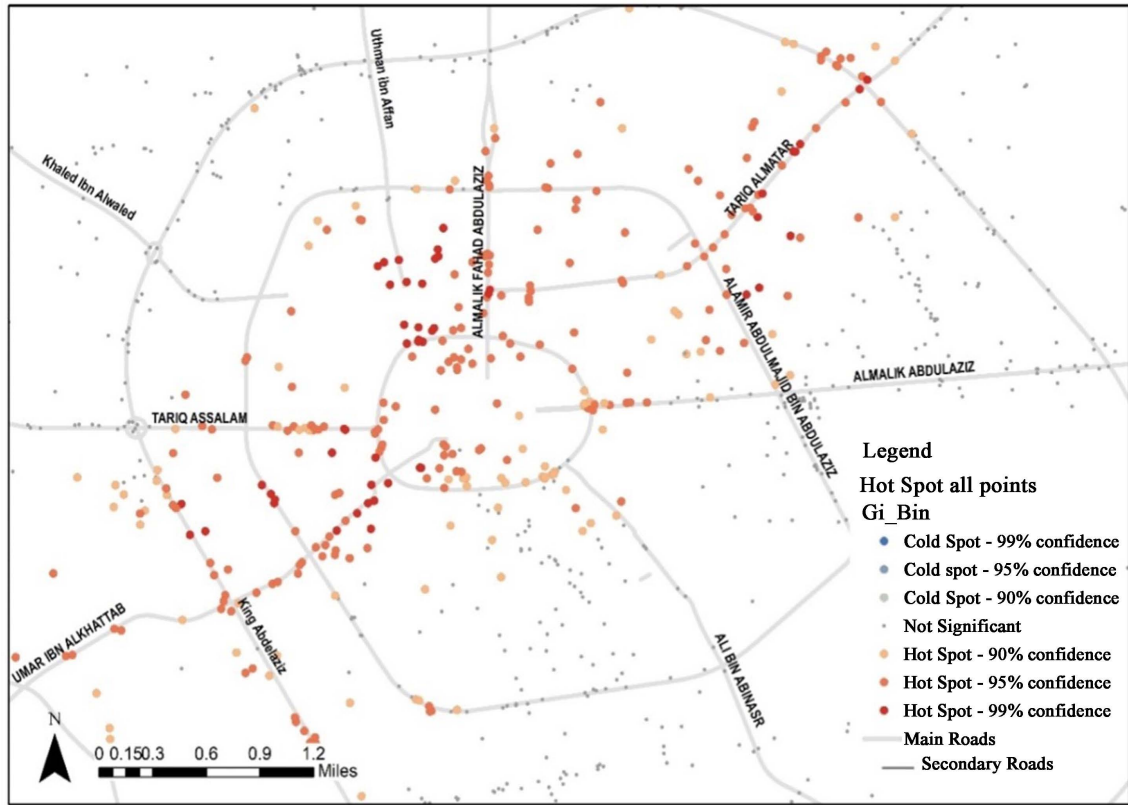 Uthman ibn Affan
Khaled Ibn Alwaled
ALMALIK FAHAD ABDULAZIZ
TARIQ ALMATAR
ALAMIR ABDULMAJID BIN ABDULAZIZ
ALMALIK ABDULAZIZ
TARIQ ASSALAM
UMAR IBN ALKHATTAB
King Abdelaziz
ALI BIN ABINASR
Legend
Hot Spot all points
Gi_Bin
Cold Spot - 99% confidence
Cold spot - 95% confidence
Cold Spot - 90% confidence
Not Significant
Hot Spot - 90% confidence
Hot Spot - 95% confidence
Hot Spot - 99% confidence
Main Roads
Secondary Roads
N
0 0.150.3 0.6 0.9 1.2
Miles